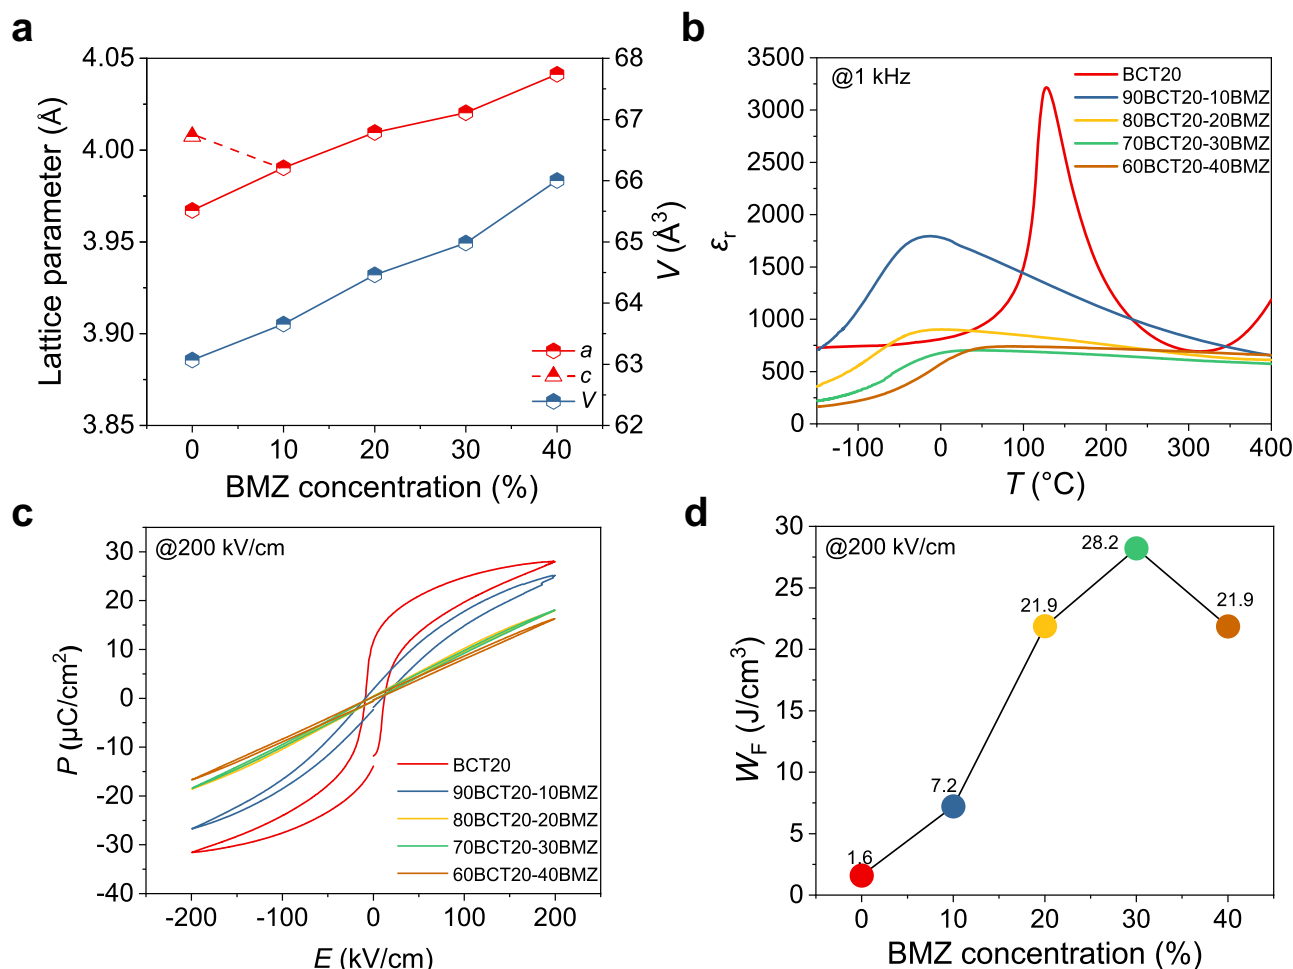 a
4.05
4.00
3.95
3.90
3.85
Lattice parameter (Å)
68
67
66
65
64
63
62
V (Å³)
a
c
V
0 10 20 30 40
BMZ concentration (%)
b
3500
3000
2500
2000
1500
1000
500
0
εr
@1 kHz
BCT20
90BCT20-10BMZ
80BCT20-20BMZ
70BCT20-30BMZ
60BCT20-40BMZ
-100 0 100 200 300 400
T (°C)
c
30
20
10
0
-10
-20
-30
-40
P (μC/cm²)
@200 kV/cm
BCT20
90BCT20-10BMZ
80BCT20-20BMZ
70BCT20-30BMZ
60BCT20-40BMZ
-200 -100 0 100 200
E (kV/cm)
d
30
25
20
15
10
5
0
WF (J/cm³)
@200 kV/cm
1.6
7.2
21.9
28.2
21.9
0 10 20 30 40
BMZ concentration (%)